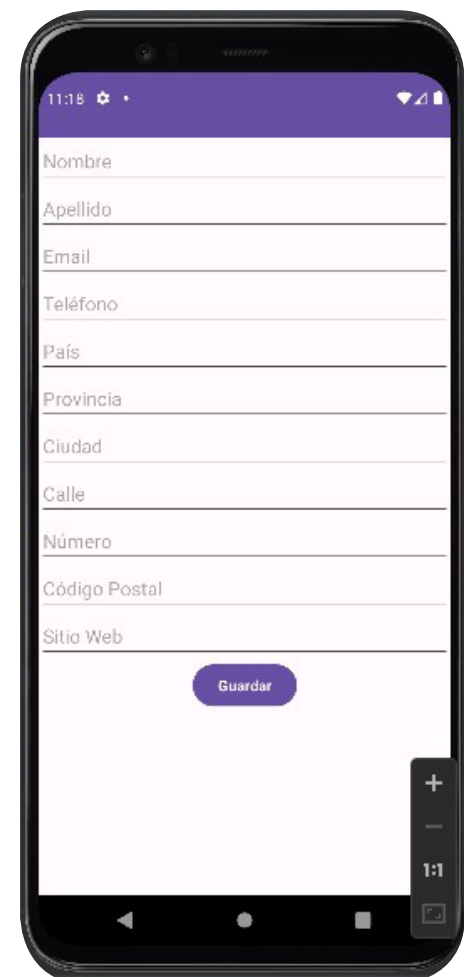 11:18
Nombre
Apellido
Email
Teléfono
País
Provincia
Ciudad
Calle
Número
Código Postal
Sitio Web
Guardar
1:1